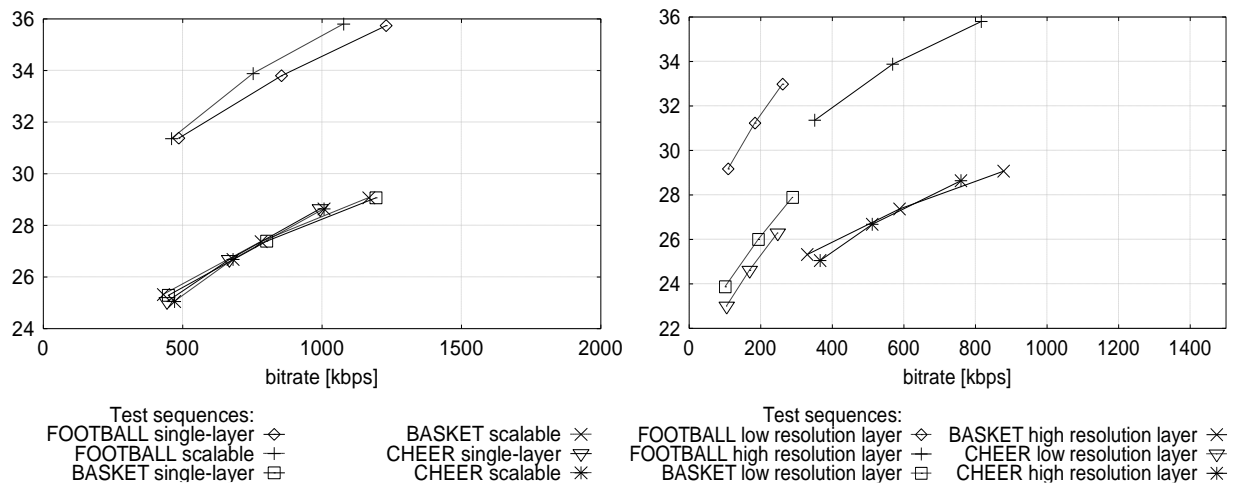 36
34
32
30
28
26
24
0 500 1000 1500 2000
bitrate [kbps]
Test sequences:
FOOTBALL single-layer
FOOTBALL scalable
BASKET single-layer
BASKET scalable
CHEER single-layer
CHEER scalable
36
34
32
30
28
26
24
22
0 200 400 600 800 1000 1200 1400
bitrate [kbps]
Test sequences:
FOOTBALL low resolution layer
FOOTBALL high resolution layer
BASKET low resolution layer
BASKET high resolution layer
CHEER low resolution layer
CHEER high resolution layer